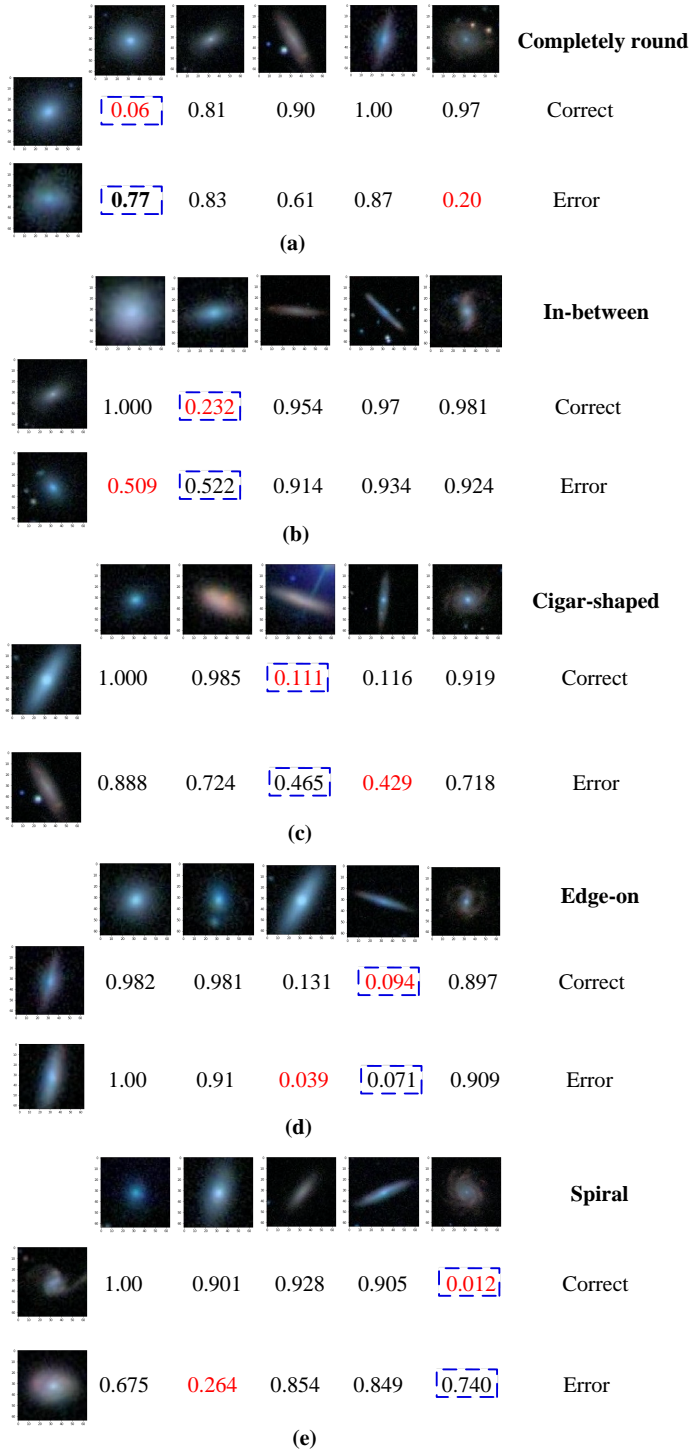 Completely round
0.06 0.81 0.90 1.00 0.97 Correct
0.77 0.83 0.61 0.87 0.20 Error
(a)
In-between
1.000 0.232 0.954 0.97 0.981 Correct
0.509 0.522 0.914 0.934 0.924 Error
(b)
Cigar-shaped
1.000 0.985 0.111 0.116 0.919 Correct
0.888 0.724 0.465 0.429 0.718 Error
(c)
Edge-on
0.982 0.981 0.131 0.094 0.897 Correct
1.00 0.91 0.039 0.071 0.909 Error
(d)
Spiral
1.00 0.901 0.928 0.905 0.012 Correct
0.675 0.264 0.854 0.849 0.740 Error
(e)